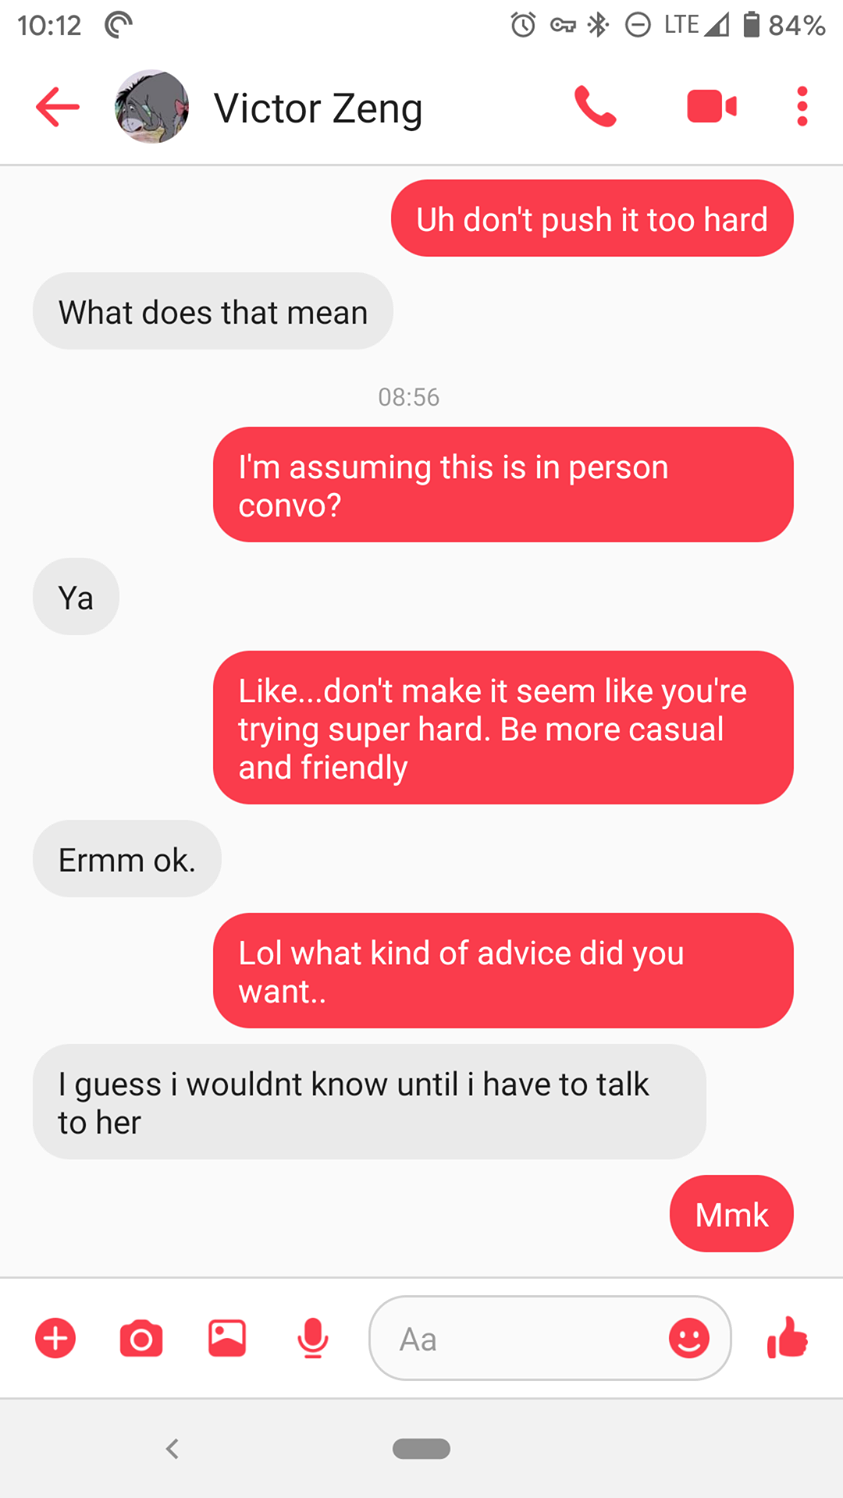 10:12 LTE 84%
Victor Zeng
Uh don't push it too hard
What does that mean
08:56
I'm assuming this is in person
convo?
Ya
Like...don't make it seem like you're
trying super hard. Be more casual
and friendly
Ermm ok.
Lol what kind of advice did you
want..
I guess i wouldnt know until i have to talk
to her
Mmk
Aa